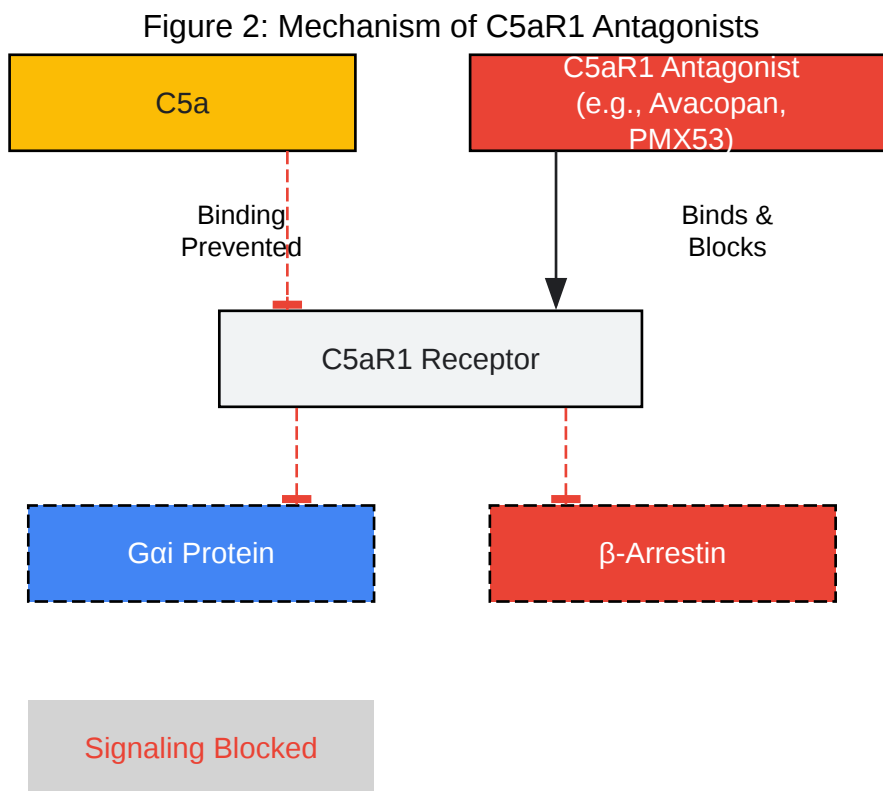 Figure 2: Mechanism of C5aR1 Antagonists
C5a
C5aR1 Antagonist
(e.g., Avacopan,
PMX53)
Binding
Prevented
Binds &
Blocks
C5aR1 Receptor
Gαi Protein
β-Arrestin
Signaling Blocked